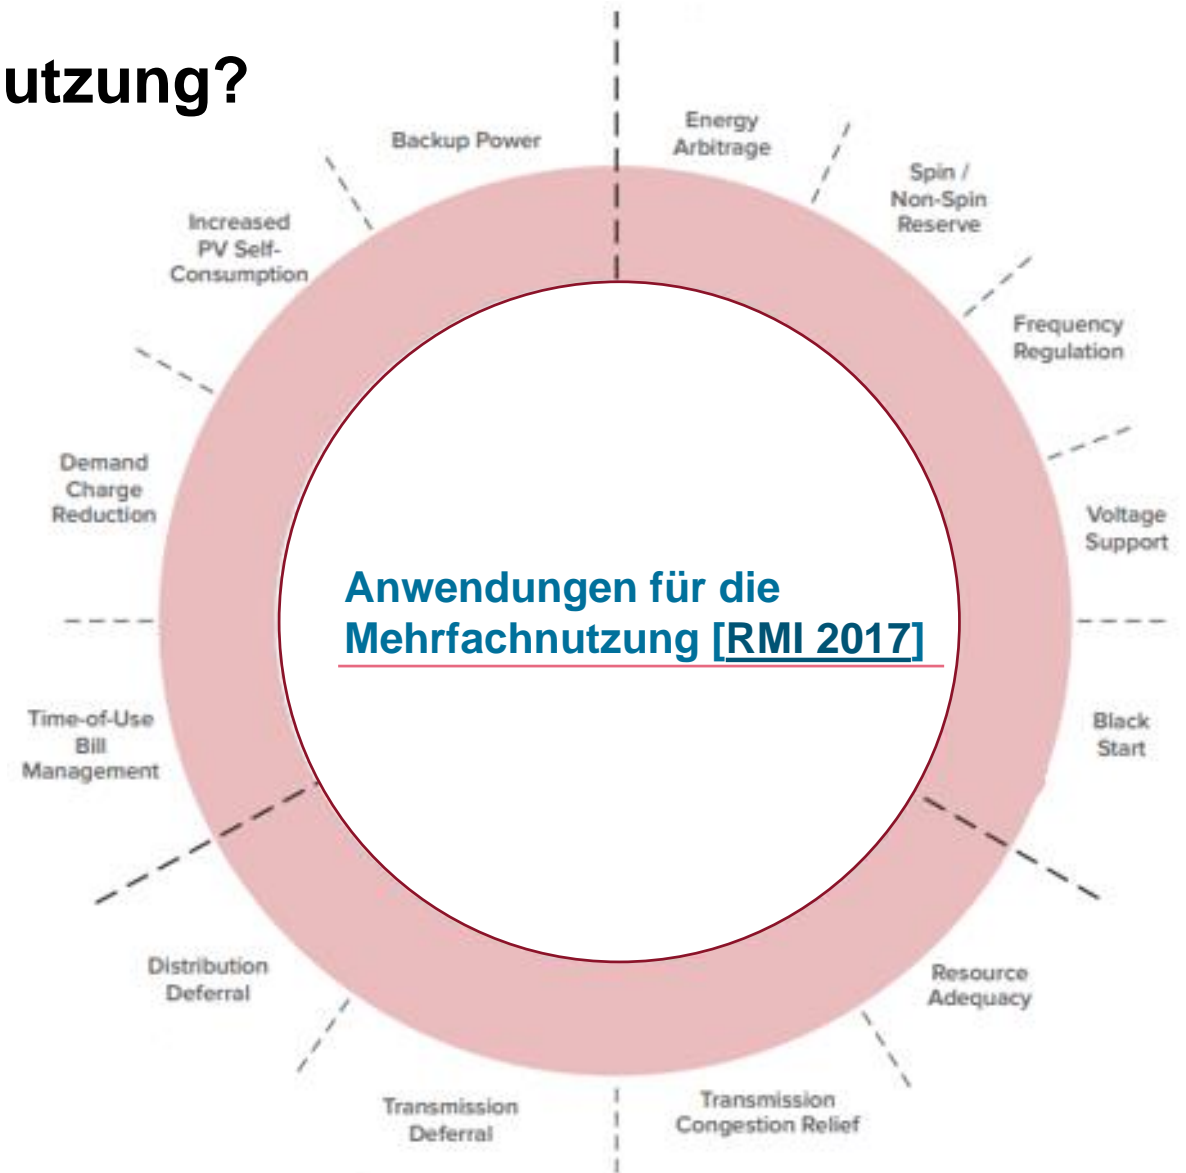 utzung?
Backup Power
Energy
Arbitrage
Spin /
Non-Spin
Reserve
Frequency
Regulation
Voltage
Support
Black
Start
Resource
Adequacy
Transmission
Congestion Relief
Transmission
Deferral
Distribution
Deferral
Time-of-Use
Bill
Management
Demand
Charge
Reduction
Increased
PV Self-
Consumption
Anwendungen für die
Mehrfachnutzung [RMI 2017]